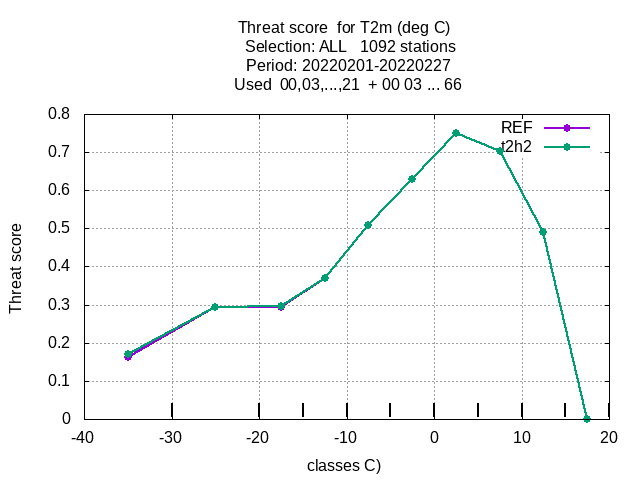 Threat score  for T2m (deg C)
Selection: ALL   1092 stations
Period: 20220201-20220227
Used  00,03,...,21  + 00 03 ... 66
REF
t2h2
0.8
0.7
0.6
0.5
0.4
0.3
0.2
0.1
0
Threat score
-40 -30 -20 -10 0 10 20
classes C)